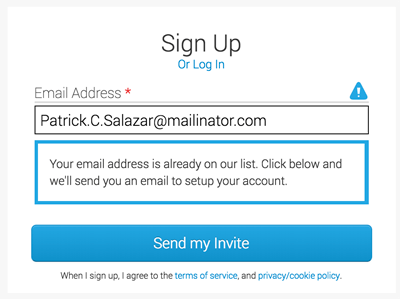 Sign Up
Or Log In
Email Address *
Patrick.C.Salazar@mailinator.com
Your email address is already on our list. Click below and
we'll send you an email to setup your account.
Send my Invite
When I sign up, I agree to the terms of service, and privacy/cookie policy.